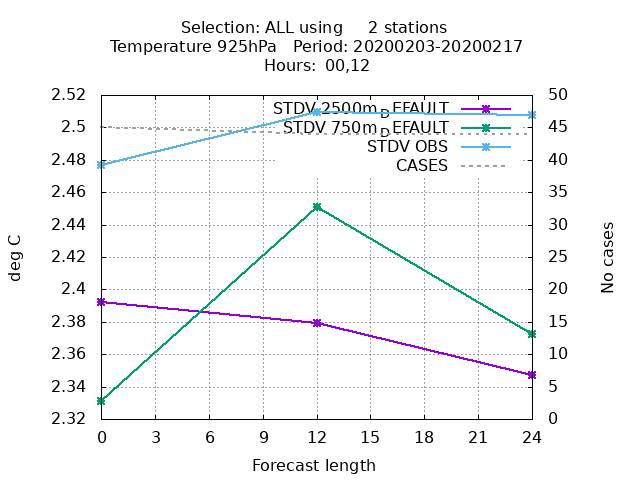 Selection: ALL using 2 stations
Temperature 925hPa Period: 20200203-20200217
Hours: 00,12
2.52 50
STDV 2500m_DEFAULT
2.5 STDV 750m_DEFAULT 45
STDV OBS
2.48 CASES 40
2.46 35
2.44 30
2.42 25
2.4 20
2.38 15
2.36 10
2.34 5
2.32 0
deg C
No cases
0 3 6 9 12 15 18 21 24
Forecast length